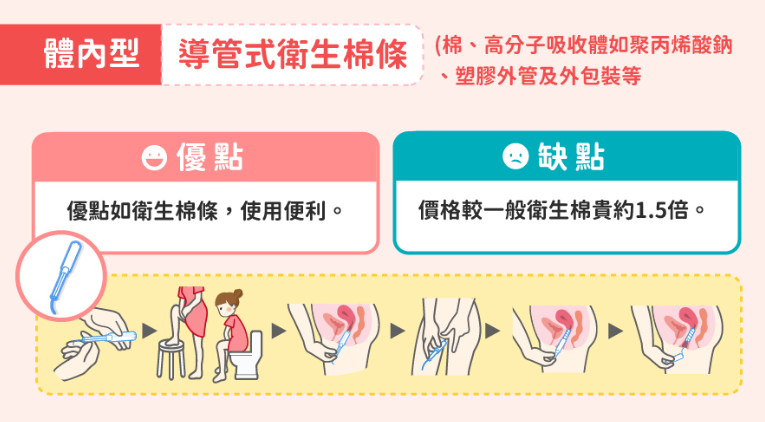 體內型 導管式衛生棉條 (棉、高分子吸收體如聚丙烯酸鈉
、塑膠外管及外包裝等
優點
優點如衛生棉條，使用便利。
缺點
價格較一般衛生棉貴約1.5倍。